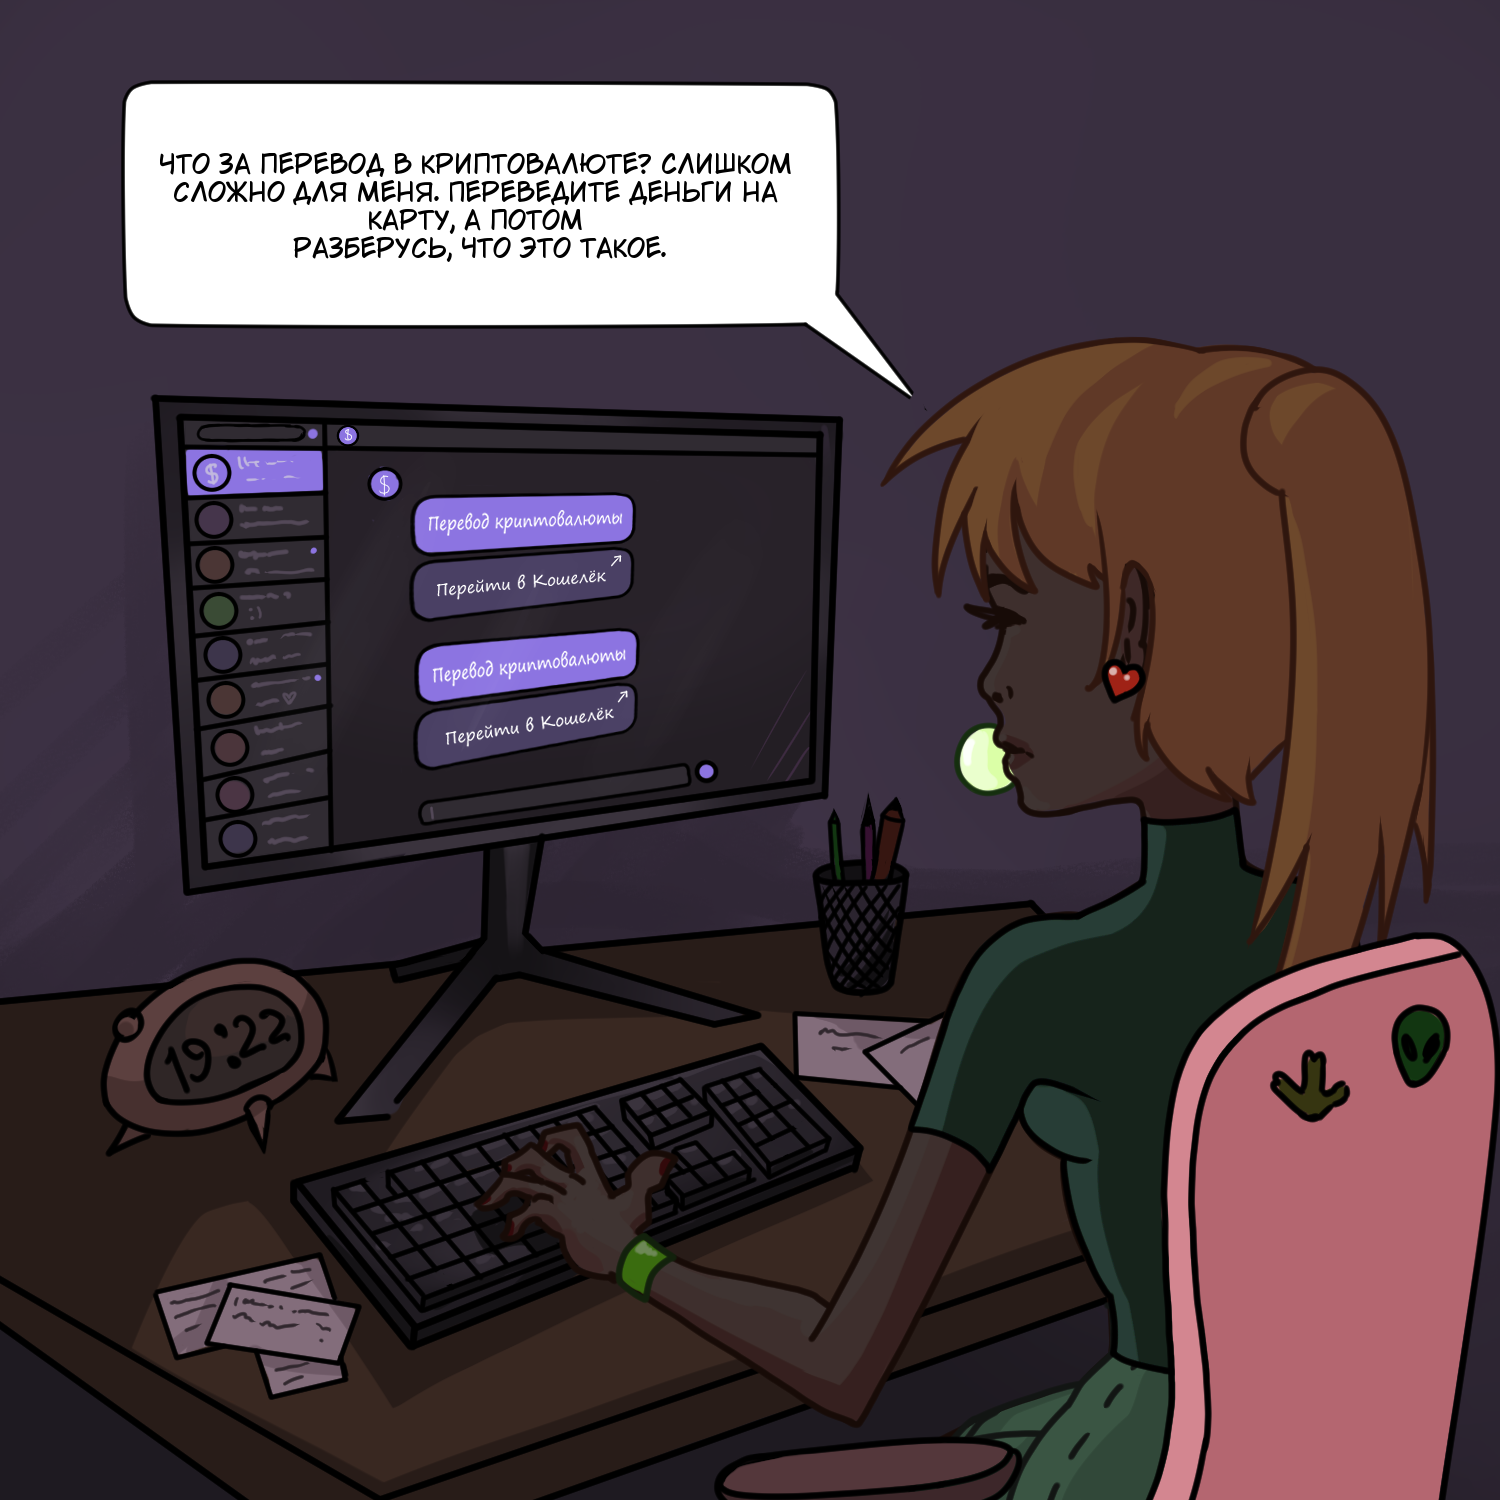 ЧТО ЗА ПЕРЕВОД В КРИПТОВАЛЮТЕ? СЛИШКОМ
СЛОЖНО ДЛЯ МЕНЯ. ПЕРЕВЕДИТЕ ДЕНЬГИ НА
КАРТУ, А ПОТОМ
РАЗБЕРУСЬ, ЧТО ЭТО ТАКОЕ.
$
$
$
Перевод криптовалюты
Перейти в Кошелёк
:)
Перевод криптовалюты
Перейти в Кошелёк
19:22